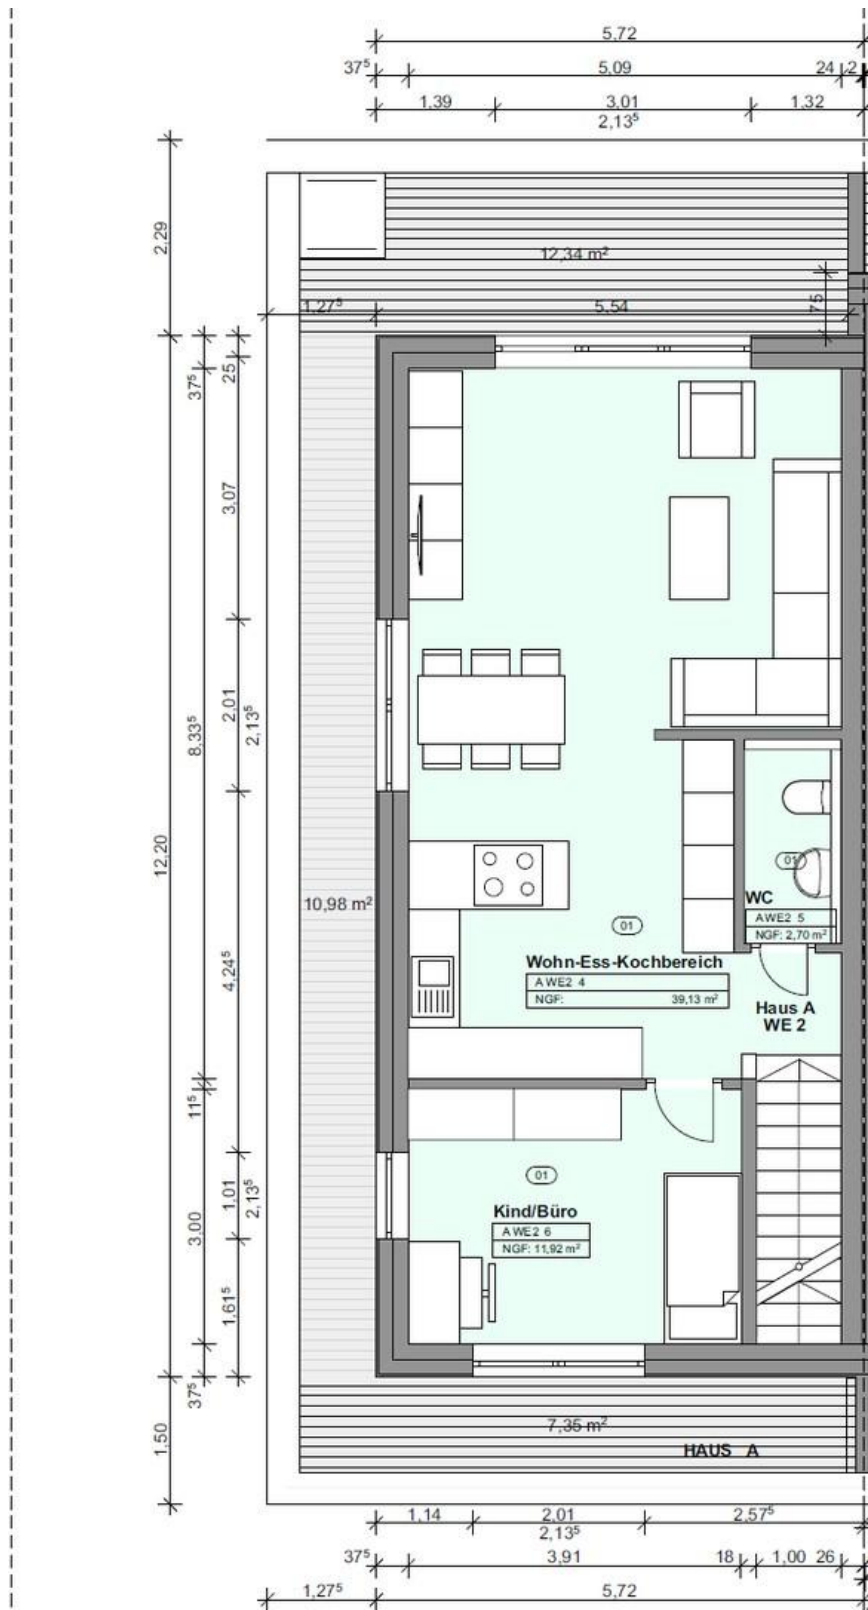 5,72
37⁵ 5,09 24 2
1,39 3,01 1,32
2,13⁵
2,29
12,34 m²
1,27⁵ 5,54 75
37⁵ 25
3,07
2,01
2,13⁵
8,33⁵
12,20
10,98 m²
4,24⁵
01
WC
AWE2 5
NGF: 2,70 m²
01
Wohn-Ess-Kochbereich
A WE2 4
NGF: 39,13 m²
Haus A
WE 2
11⁵
1,01
2,13⁵
3,00
01
Kind/Büro
A WE2 6
NGF: 11,92 m²
1,61⁵
37⁵
1,50
7,35 m²
HAUS A
1,14 2,01 2,57⁵
2,13⁵
37⁵ 3,91 18 1,00 26
1,27⁵ 5,72